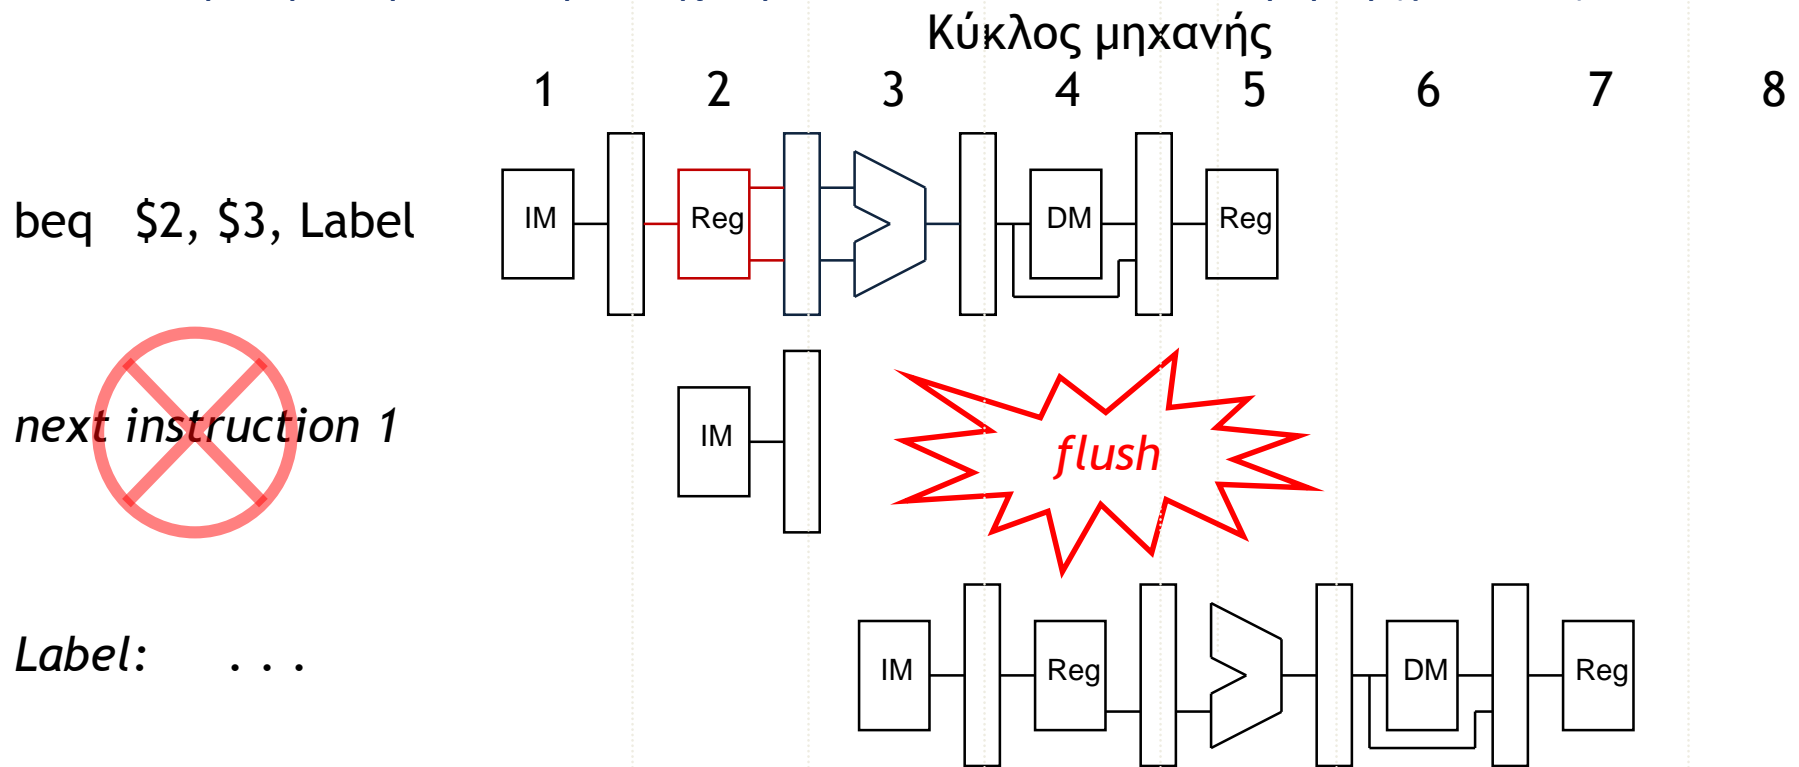 Κύκλος μηχανής
1 2 3 4 5 6 7 8
beq $2, $3, Label IM Reg DM Reg
next instruction 1 IM flush
Label: . . . IM Reg DM Reg